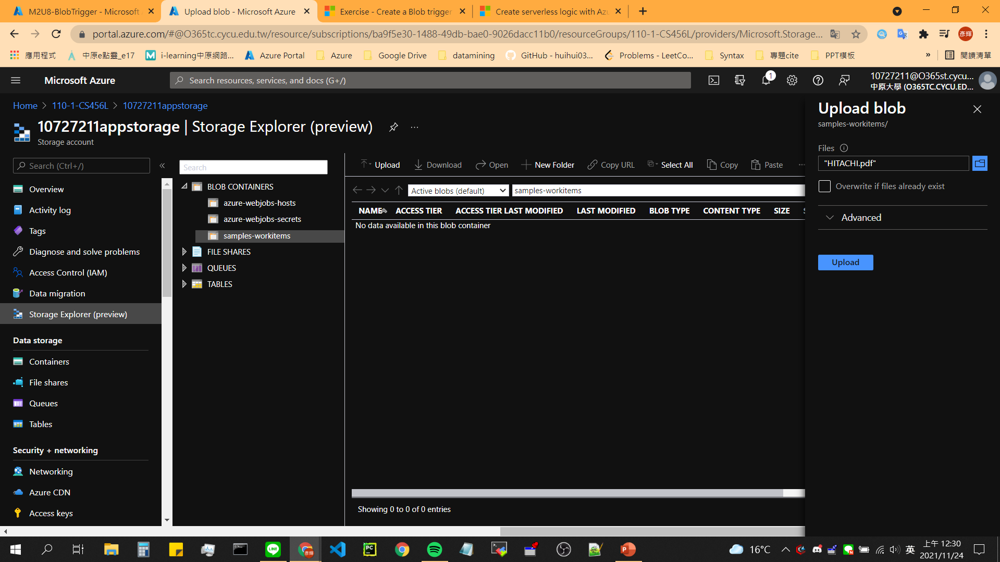 M2U8-BlobTrigger - Microsoft
Upload blob - Microsoft Azure
Exercise - Create a Blob trigger
Create serverless logic with Azu
portal.azure.com/#@O365tc.cycu.edu.tw/resource/subscriptions/ba9f5e30-1488-49db-bae0-9026dacc11b0/resourceGroups/110-1-CS456L/providers/Microsoft.Storage...
彥輝
應用程式
中原e點靈_e17
i-learning中原網路...
Azure Portal
Azure
Google Drive
datamining
GitHub - huihui03...
Problems - LeetCo...
Syntax
專題cite
PPT模板
»
閱讀清單
Microsoft Azure
Search resources, services, and docs (G+/)
1
10727211@O365st.cycu...
中原大學 (O365TC.CYCU.ED...
Home > 110-1-CS456L > 10727211appstorage
10727211appstorage | Storage Explorer (preview)
...
Storage account
Search (Ctrl+/)
«
Overview
Activity log
Tags
Diagnose and solve problems
Access Control (IAM)
Data migration
Storage Explorer (preview)
Data storage
Containers
File shares
Queues
Tables
Security + networking
Networking
Azure CDN
Access keys
Search
BLOB CONTAINERS
azure-webjobs-hosts
azure-webjobs-secrets
samples-workitems
FILE SHARES
QUEUES
TABLES
Upload
Download
Open
New Folder
Copy URL
Select All
Copy
Paste
...
Active blobs (default)
samples-workitems
NAME
ACCESS TIER
ACCESS TIER LAST MODIFIED
LAST MODIFIED
BLOB TYPE
CONTENT TYPE
SIZE
No data available in this blob container
Showing 0 to 0 of 0 entries
Upload blob
samples-workitems/
Files
"HITACHI.pdf"
Overwrite if files already exist
Advanced
Upload
16°C
英
上午 12:30
2021/11/24